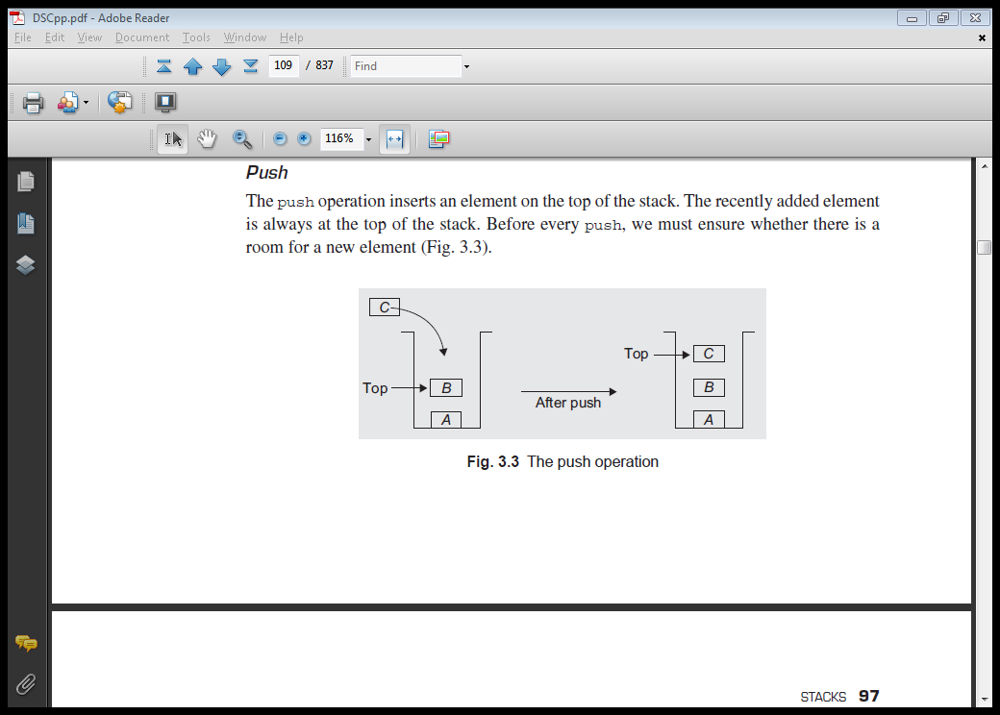 DSCpp.pdf - Adobe Reader
File Edit View Document Tools Window Help
109 / 837 Find
116%
Push
The push operation inserts an element on the top of the stack. The recently added element
is always at the top of the stack. Before every push, we must ensure whether there is a
room for a new element (Fig. 3.3).
C
Top B
A
After push
Top C
B
A
Fig. 3.3 The push operation
STACKS 97